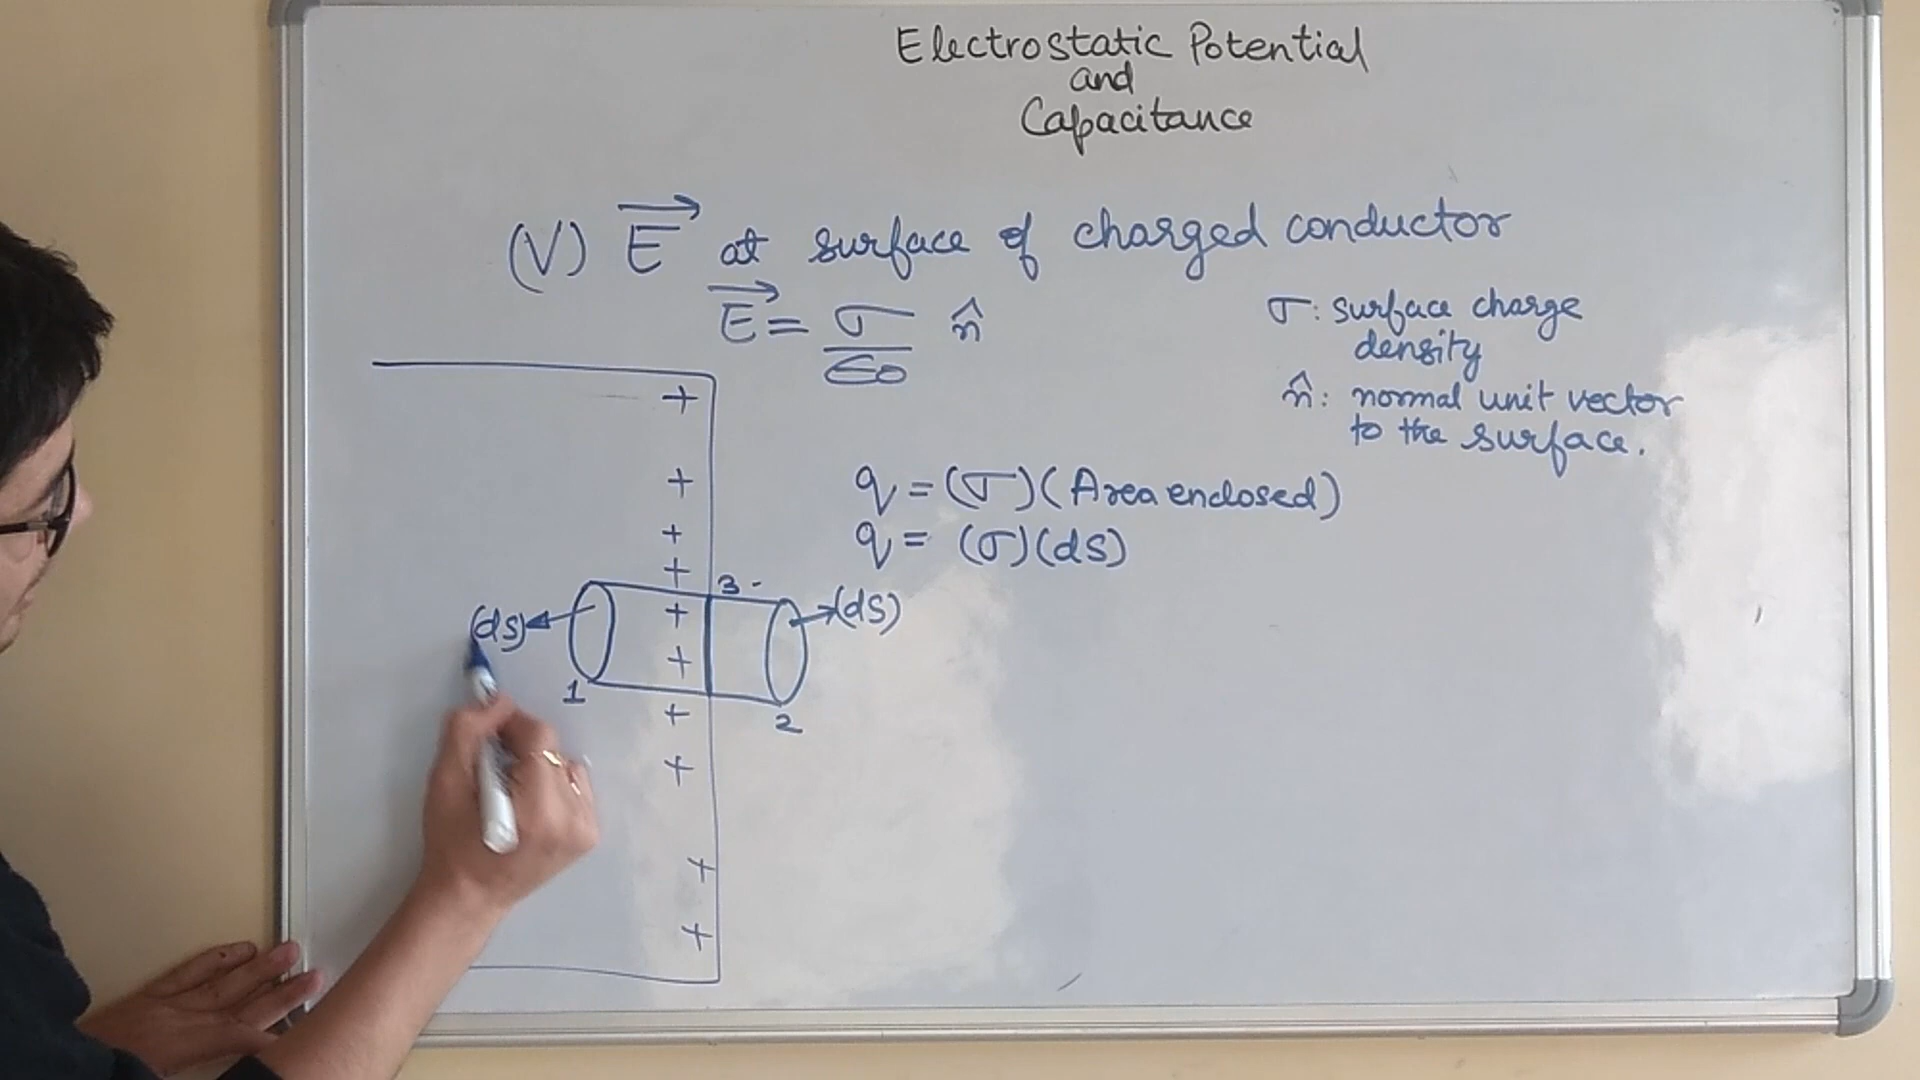 Electrostatic Potential
and
Capacitance
(V) E⃗ at surface of charged conductor
E⃗ = σ/ε0 n̂
σ: surface charge
density
n̂: normal unit vector
to the surface.
+
+
+
+
+
+
+
+
+
+
q = (σ)(Area enclosed)
q = (σ)(ds)
3
(ds)
(ds)
1
2